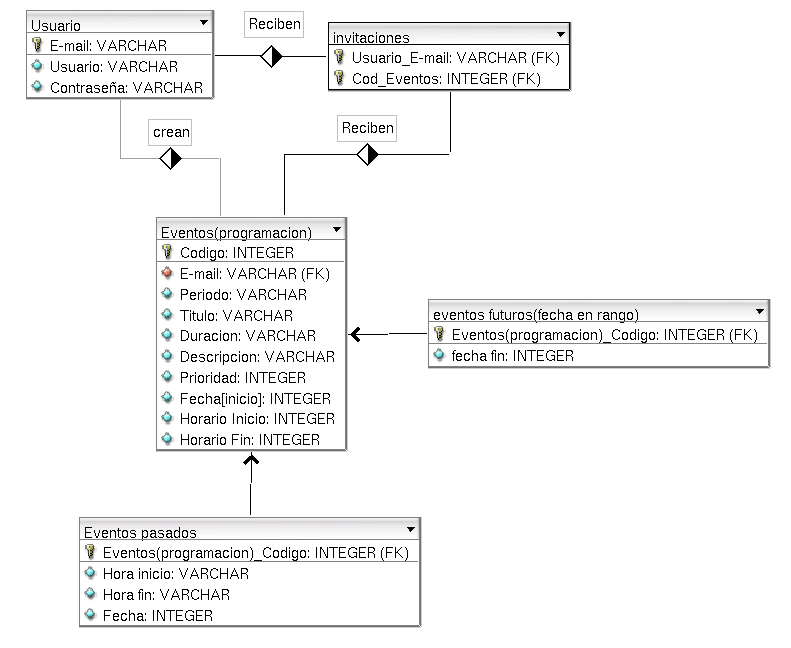 Usuario
E-mail: VARCHAR
Usuario: VARCHAR
Contraseña: VARCHAR
Reciben
invitaciones
Usuario_E-mail: VARCHAR (FK)
Cod_Eventos: INTEGER (FK)
crean
Reciben
Eventos(programacion)
Codigo: INTEGER
E-mail: VARCHAR (FK)
Periodo: VARCHAR
Titulo: VARCHAR
Duracion: VARCHAR
Descripcion: VARCHAR
Prioridad: INTEGER
Fecha[inicio]: INTEGER
Horario Inicio: INTEGER
Horario Fin: INTEGER
eventos futuros(fecha en rango)
Eventos(programacion)_Codigo: INTEGER (FK)
fecha fin: INTEGER
Eventos pasados
Eventos(programacion)_Codigo: INTEGER (FK)
Hora inicio: VARCHAR
Hora fin: VARCHAR
Fecha: INTEGER